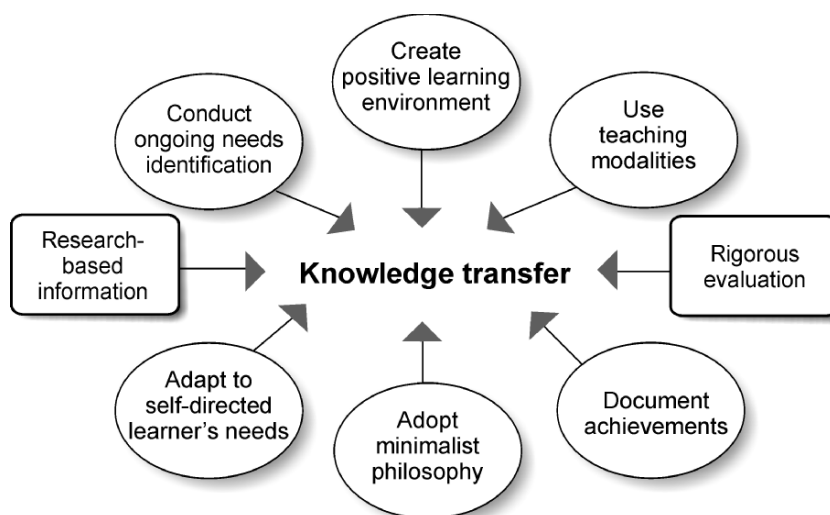 Create
positive learning
environment
Conduct
ongoing needs
identification
Use
teaching
modalities
Research-
based
information
Knowledge transfer
Rigorous
evaluation
Adapt to
self-directed
learner's needs
Adopt
minimalist
philosophy
Document
achievements